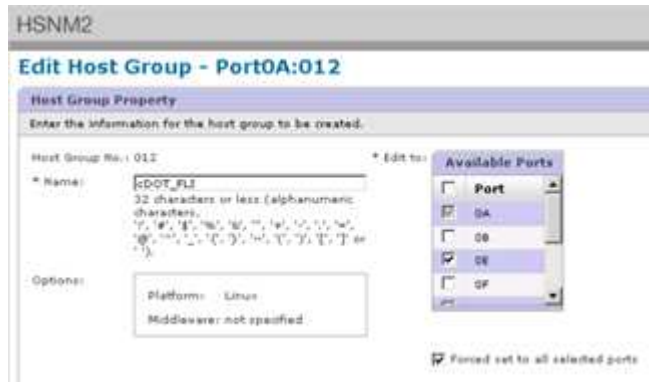 HSNM2
Edit Host Group - Port0A:012
Host Group Property
Enter the information for the host group to be created.
Host Group No.: 012
* Name:
cDOT_FLI
32 characters or less (alphanumeric
characters,
or
Options:
Platform: Linux
Middleware: not specified
* Edit to:
Available Ports
Port
0A
0B
0E
0F
Forced set to all selected ports